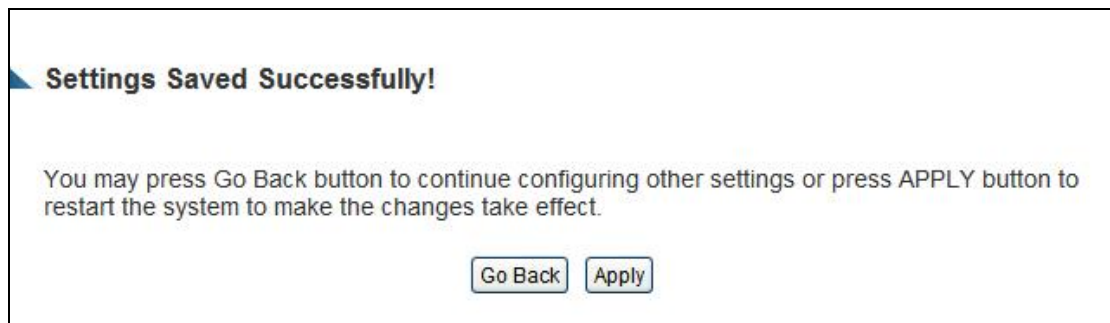 Settings Saved Successfully!
You may press Go Back button to continue configuring other settings or press APPLY button to
restart the system to make the changes take effect.
Go Back Apply